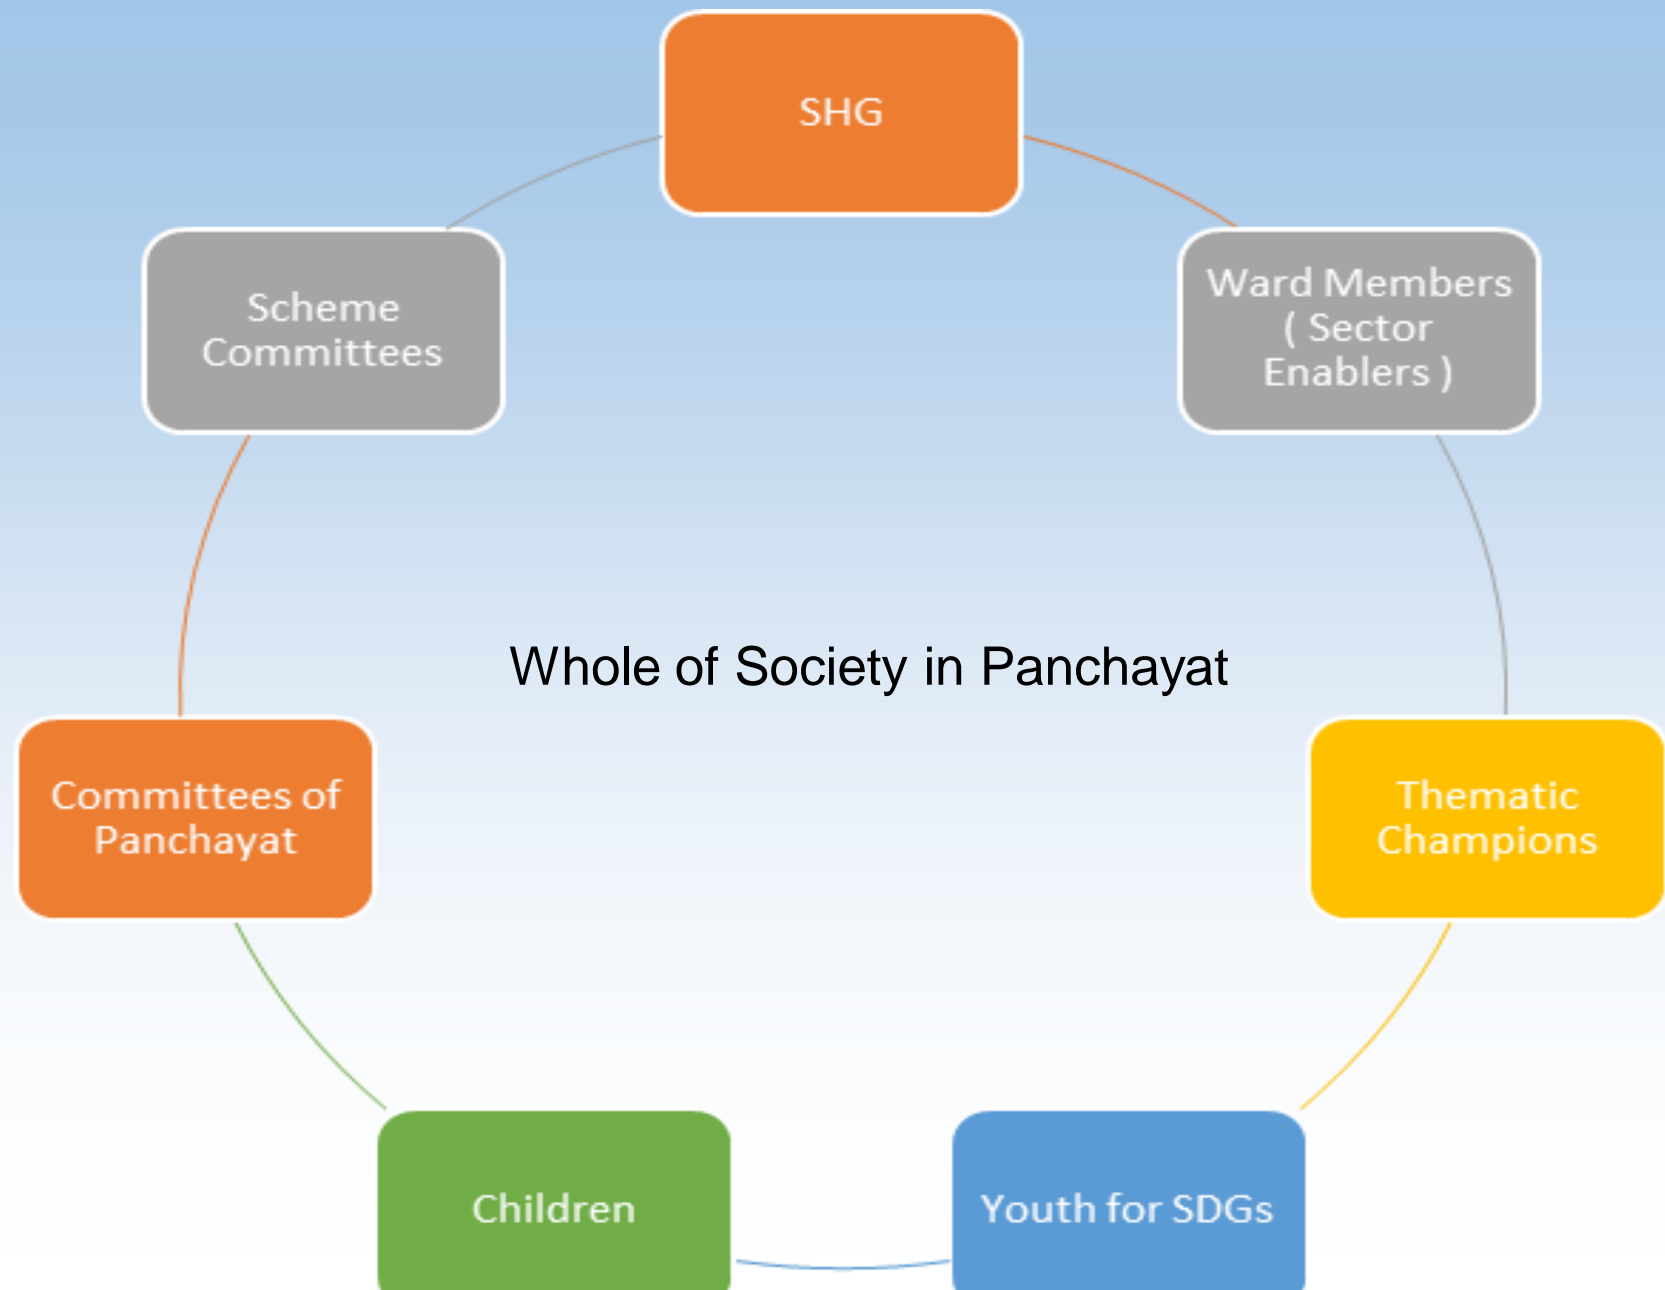 SHG
Ward Members
( Sector
Enablers )
Thematic
Champions
Youth for SDGs
Children
Committees of
Panchayat
Scheme
Committees
Whole of Society in Panchayat